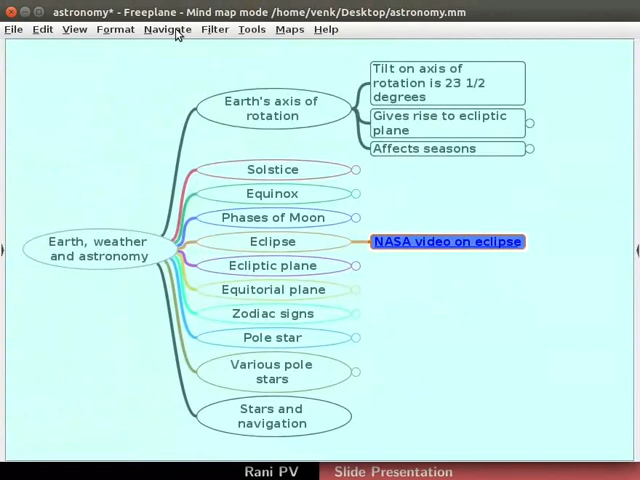 astronomy* - Freeplane - Mind map mode /home/venk/Desktop/astronomy.mm
File Edit View Format Navigate Filter Tools Maps Help
Earth, weather
and astronomy
Earth's axis of
rotation
Tilt on axis of
rotation is 23 1/2
degrees
Gives rise to ecliptic
plane
Affects seasons
Solstice
Equinox
Phases of Moon
Eclipse
NASA video on eclipse
Ecliptic plane
Equitorial plane
Zodiac signs
Pole star
Various pole
stars
Stars and
navigation
Rani PV Slide Presentation